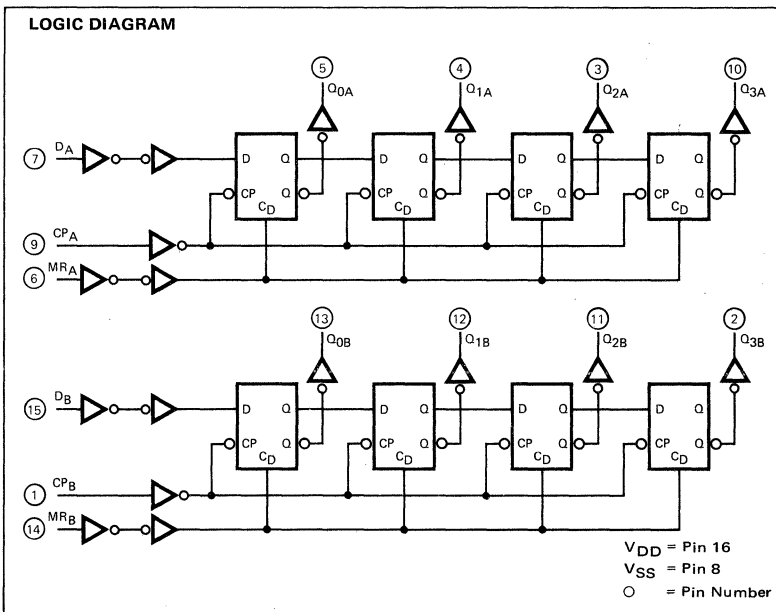 LOGIC DIAGRAM
5 4 3 10
Q0A Q1A Q2A Q3A
7 DA
D Q D Q D Q D Q
CP Q CP Q CP Q CP Q
CD CD CD CD
9 CPA
6 MRA
13 12 11 2
Q0B Q1B Q2B Q3B
15 DB
D Q D Q D Q D Q
CP Q CP Q CP Q CP Q
CD CD CD CD
1 CPB
14 MRB
VDD = Pin 16
VSS = Pin 8
= Pin Number